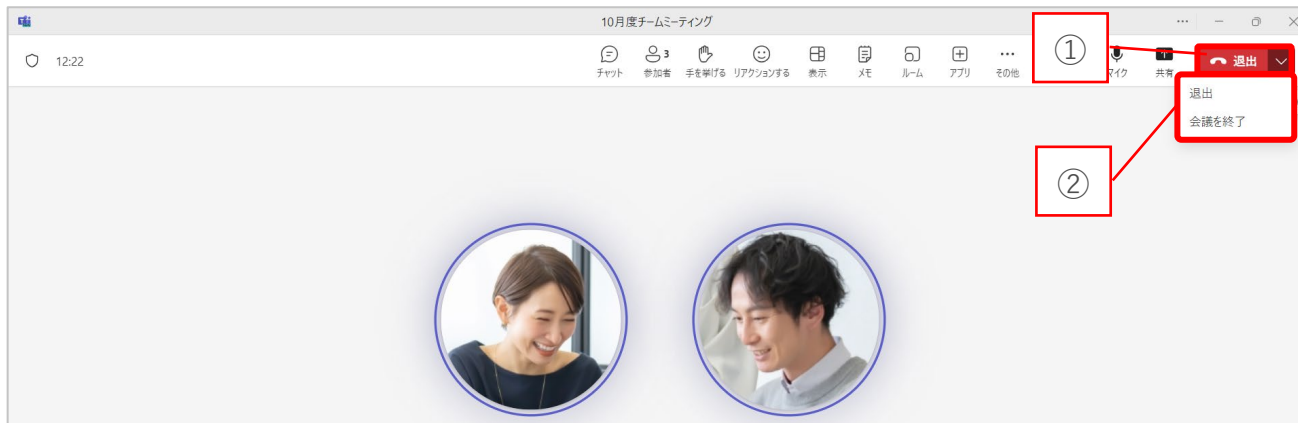 10月度チームミーティング
12:22
3
チャット 参加者 手を挙げる リアクションする 表示 メモ ルーム アプリ その他 マイク 共有 退出
①
退出
会議を終了
②